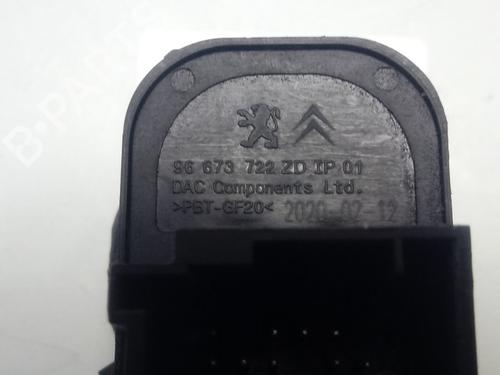 96 673 722 ZD IP 01
DAC Components Ltd.
>PBT-GF20< 2020-02-12
B-PARTS